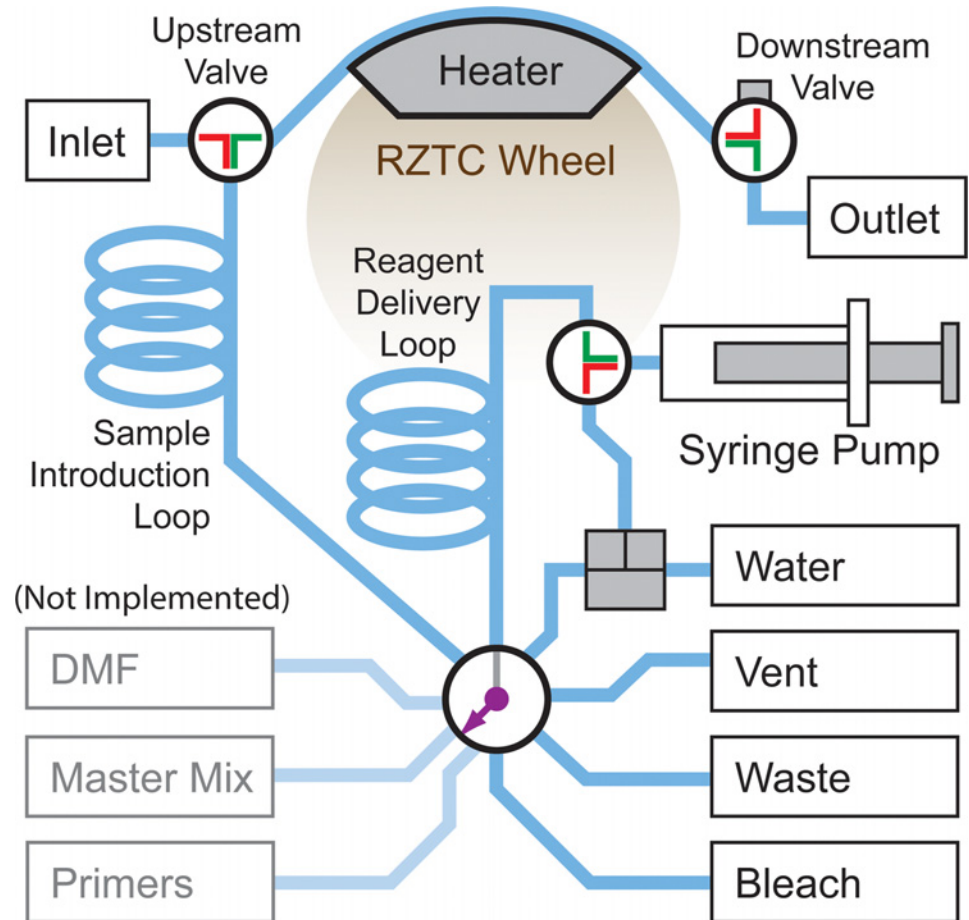 Upstream
Valve
Heater
Downstream
Valve
Inlet
RZTC Wheel
Outlet
Reagent
Delivery
Loop
Sample
Introduction
Loop
Syringe Pump
(Not Implemented)
Water
DMF
Vent
Master Mix
Waste
Primers
Bleach